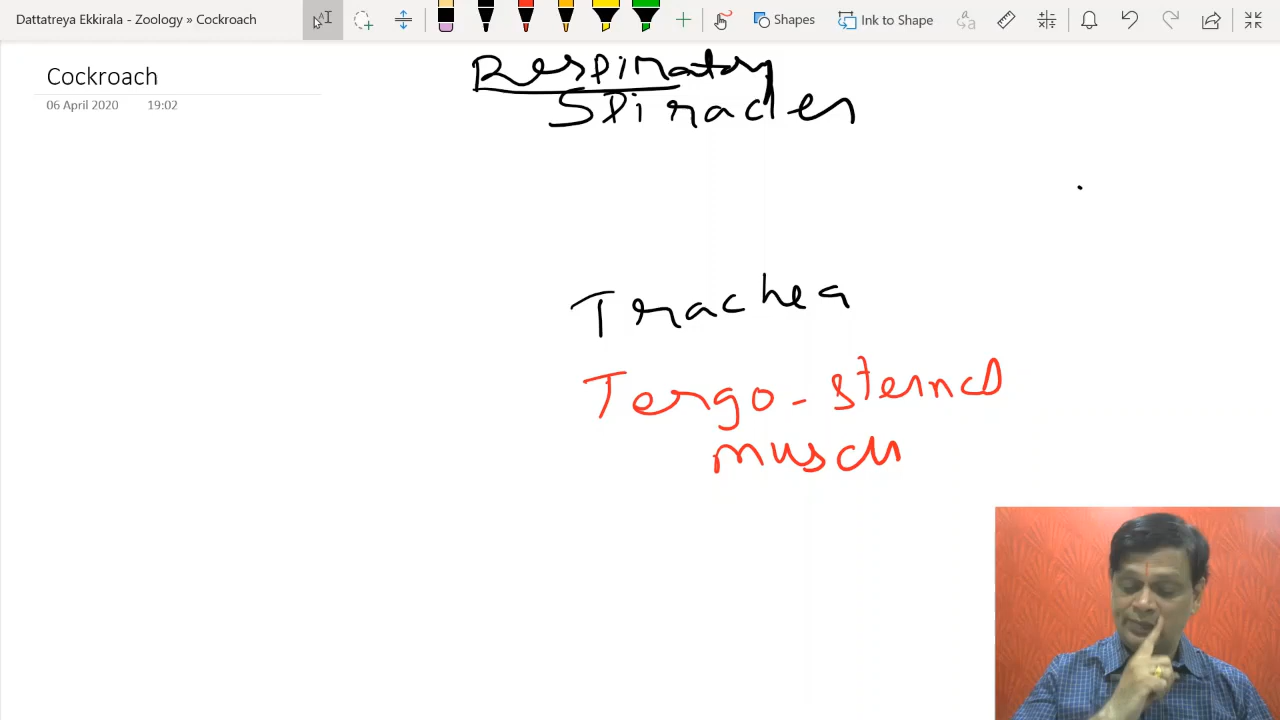 Dattatreya Ekkirala - Zoology » Cockroach
Shapes
Ink to Shape
Cockroach
06 April 2020 19:02
Respiratory
Spiracles
Trachea
Tergo-sternal
muscle